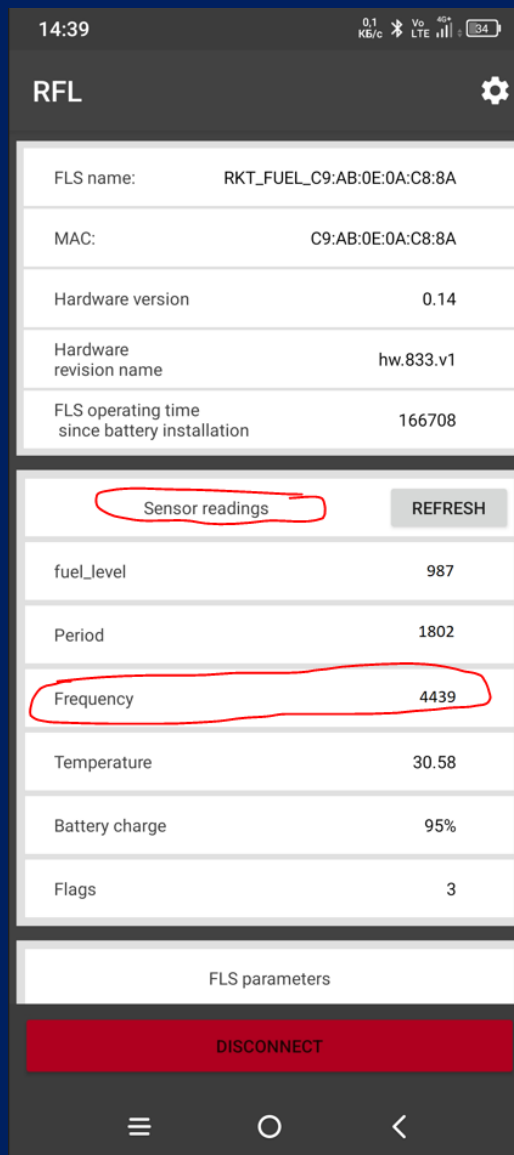 14:39 0,1 КБ/с Vo LTE 4G+ 34
RFL
FLS name: RKT_FUEL_C9:AB:0E:0A:C8:8A
MAC: C9:AB:0E:0A:C8:8A
Hardware version 0.14
Hardware
revision name hw.833.v1
FLS operating time
since battery installation 166708
Sensor readings REFRESH
fuel_level 987
Period 1802
Frequency 4439
Temperature 30.58
Battery charge 95%
Flags 3
FLS parameters
DISCONNECT